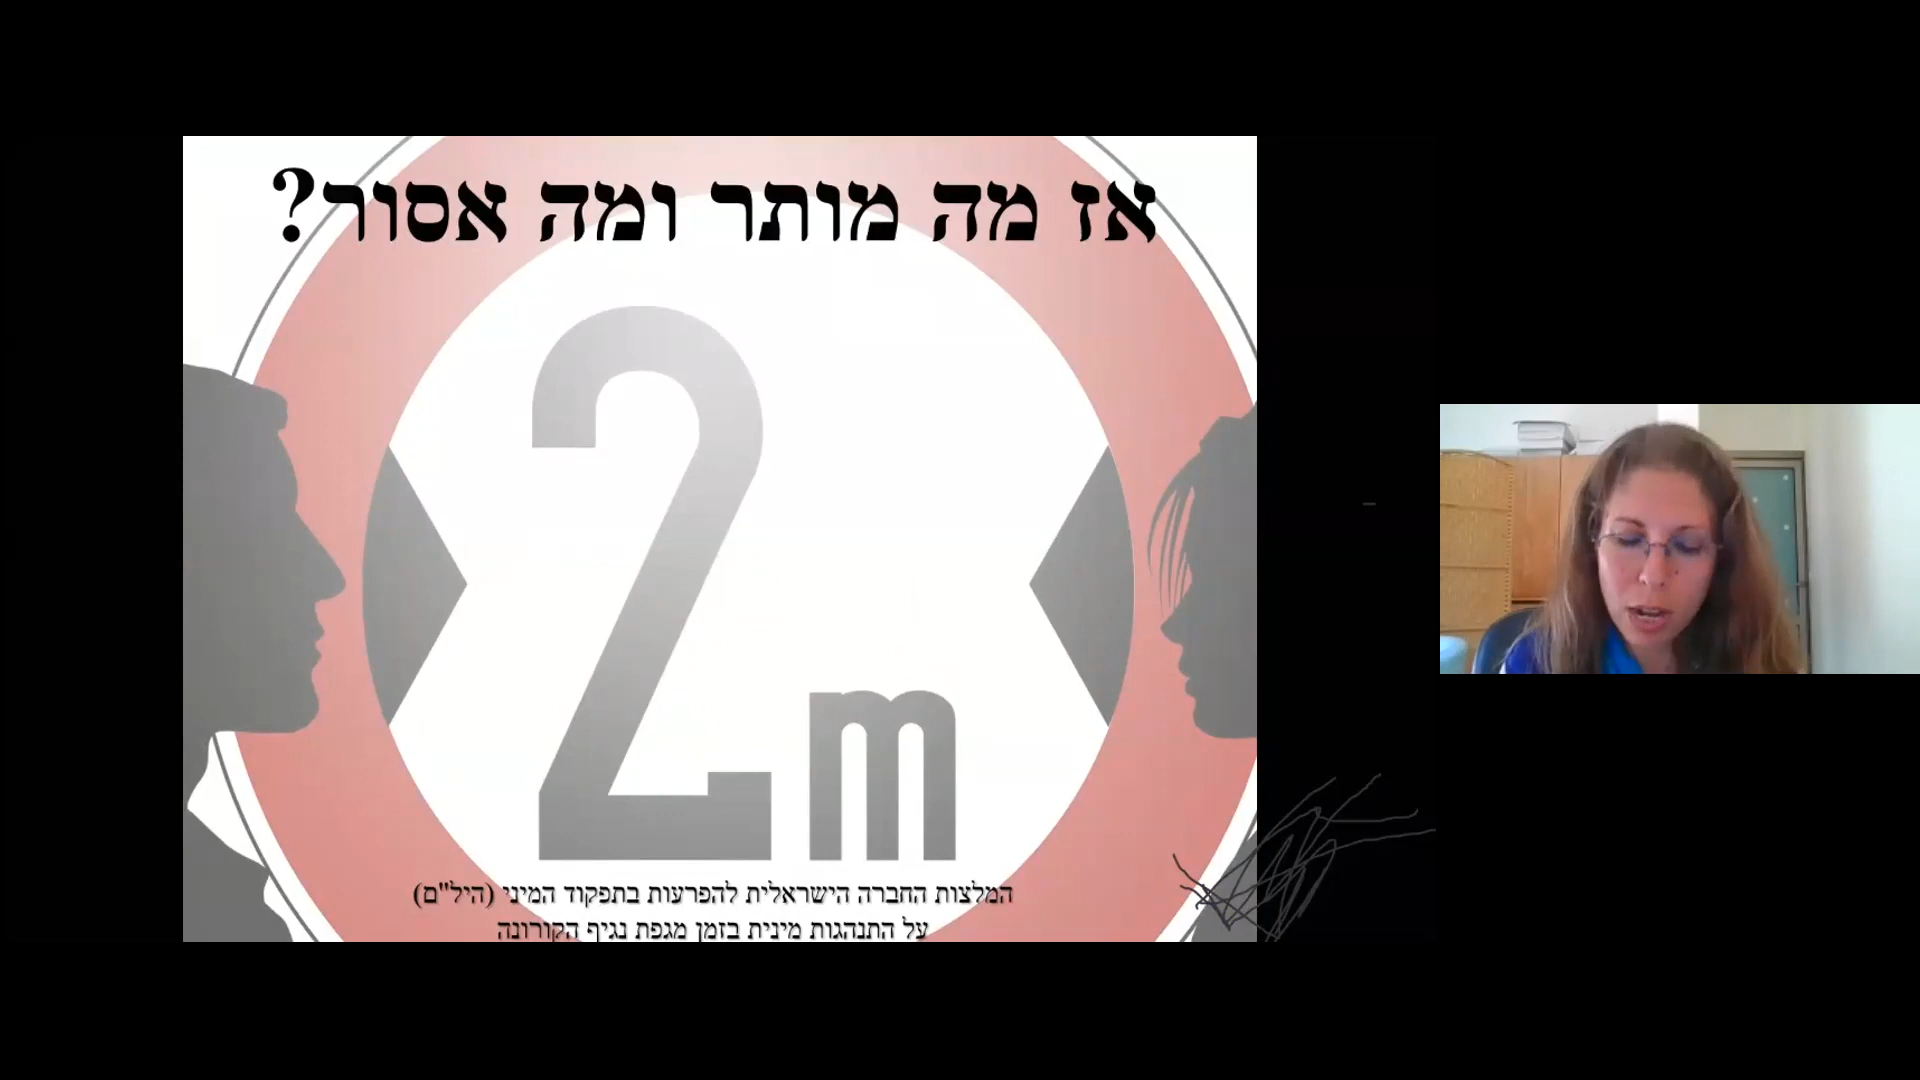 אז מה מותר ומה אסור?
2m
המלצות החברה הישראלית להפרעות בתפקוד המיני (היל"ם)
על התנהגות מינית בזמן מגפת נגיף הקורונה